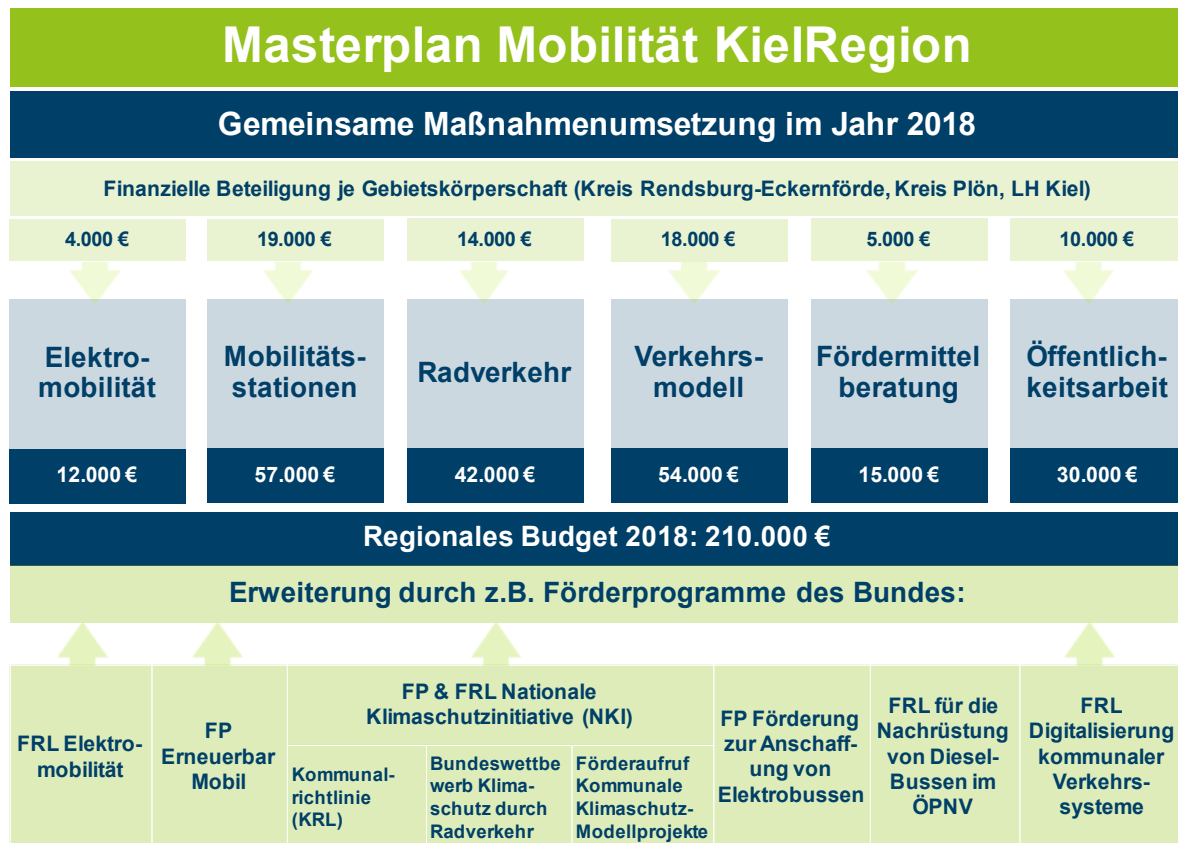 Masterplan Mobilität KielRegion
Gemeinsame Maßnahmenumsetzung im Jahr 2018
Finanzielle Beteiligung je Gebietskörperschaft (Kreis Rendsburg-Eckernförde, Kreis Plön, LH Kiel)
4.000 €
19.000 €
14.000 €
18.000 €
5.000 €
10.000 €
Elektro-
mobilität
Mobilitäts-
stationen
Radverkehr
Verkehrs-
modell
Fördermittel
beratung
Öffentlich-
keitsarbeit
12.000 €
57.000 €
42.000 €
54.000 €
15.000 €
30.000 €
Regionales Budget 2018: 210.000 €
Erweiterung durch z.B. Förderprogramme des Bundes:
FRL Elektro-
mobilität
FP
Erneuerbar
Mobil
FP & FRL Nationale
Klimaschutzinitiative (NKI)
Kommunal-
richtlinie
(KRL)
Bundeswettbe
werb Klima-
schutz durch
Radverkehr
Förderaufruf
Kommunale
Klimaschutz-
Modellprojekte
FP Förderung
zur Anschaff-
ung von
Elektrobussen
FRL für die
Nachrüstung
von Diesel-
Bussen im
ÖPNV
FRL
Digitalisierung
kommunaler
Verkehrs-
systeme